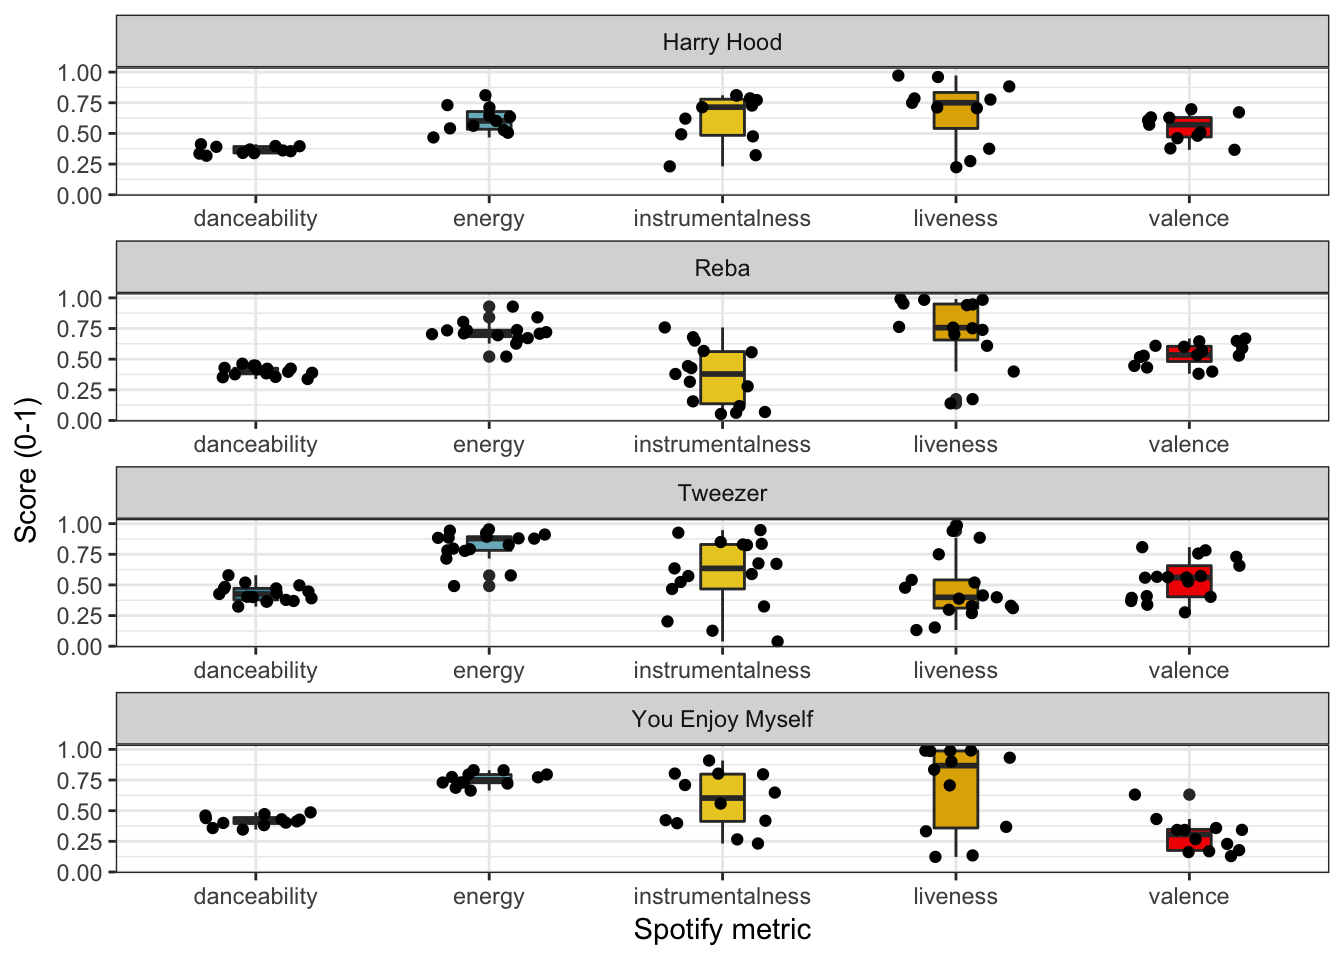 Harry Hood
1.00
0.75
0.50
0.25
0.00
danceability energy instrumentalness liveness valence
Reba
1.00
0.75
0.50
0.25
0.00
danceability energy instrumentalness liveness valence
Score (0-1)
Tweezer
1.00
0.75
0.50
0.25
0.00
danceability energy instrumentalness liveness valence
You Enjoy Myself
1.00
0.75
0.50
0.25
0.00
danceability energy instrumentalness liveness valence
Spotify metric